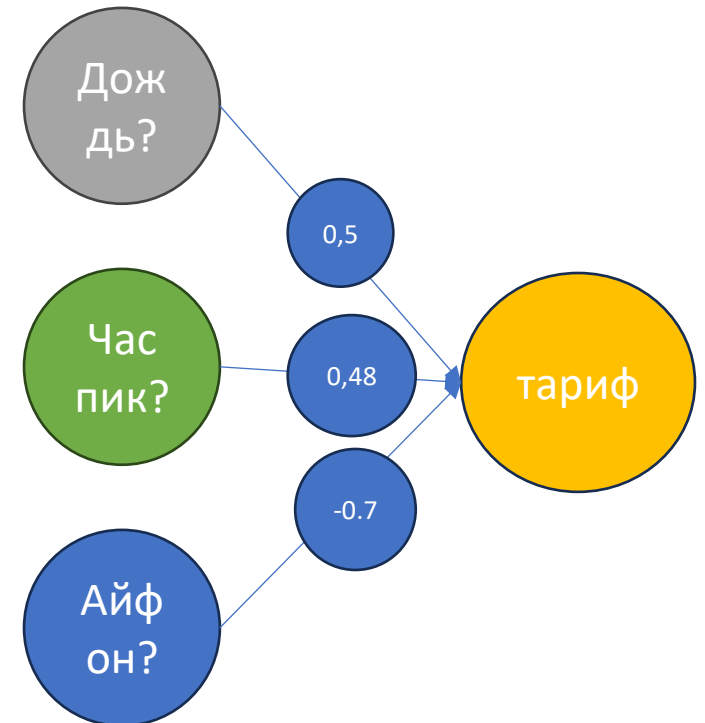 Дож
дь?
0,5
Час
пик?
0,48
тариф
-0.7
Айф
он?